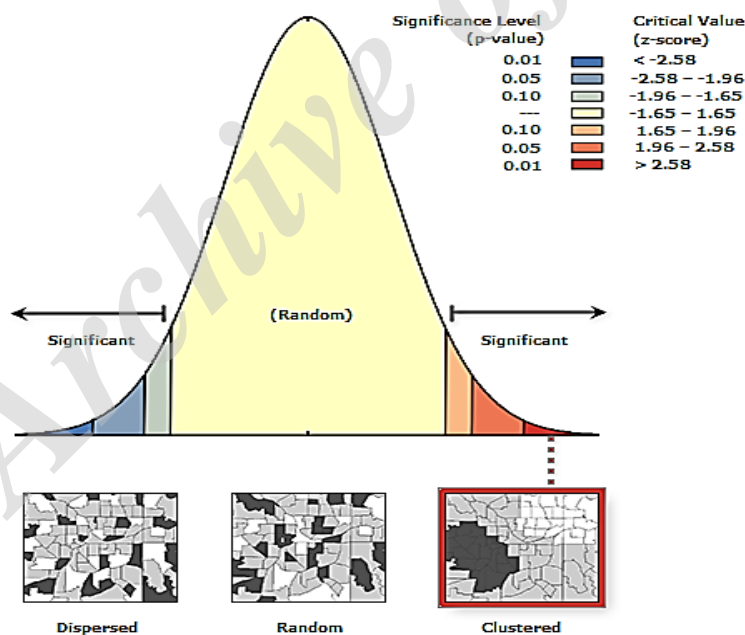 Significance Level Critical Value
(p-value) (z-score)
0.01 < -2.58
0.05 -2.58 – -1.96
0.10 -1.96 – -1.65
--- -1.65 – 1.65
0.10 1.65 – 1.96
0.05 1.96 – 2.58
0.01 > 2.58
Archive of
(Random)
Significant Significant
Dispersed Random Clustered